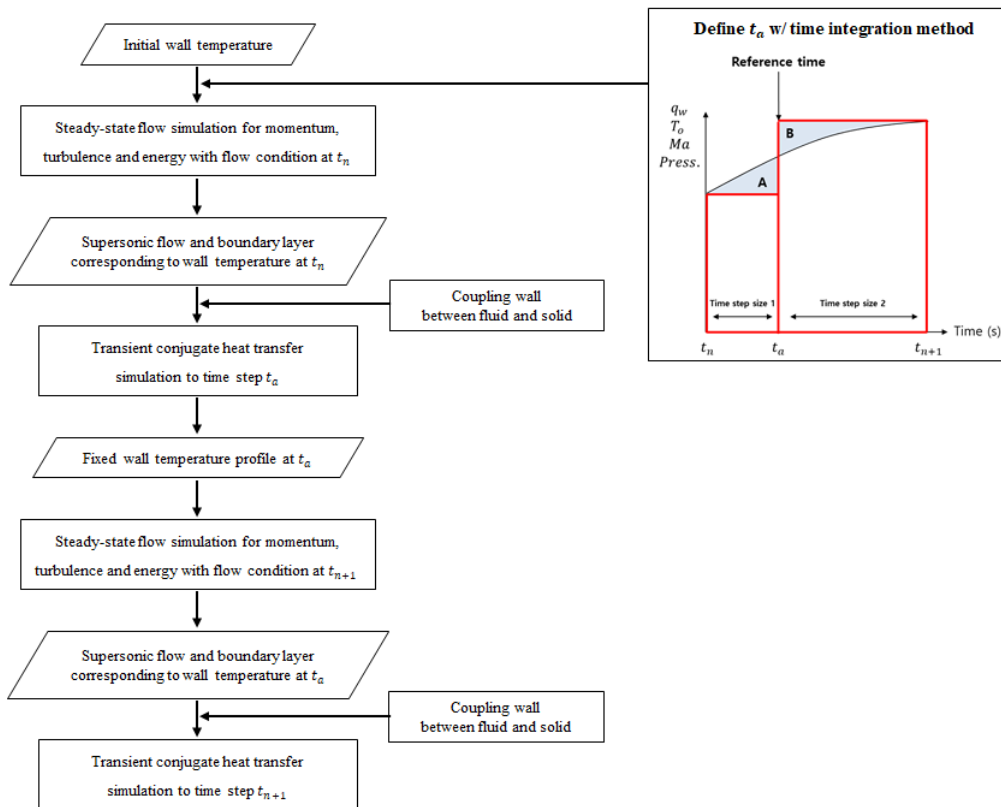 Initial wall temperature
Steady-state flow simulation for momentum,
turbulence and energy with flow condition at tₙ
Supersonic flow and boundary layer
corresponding to wall temperature at tₙ
Coupling wall
between fluid and solid
Transient conjugate heat transfer
simulation to time step tₐ
Fixed wall temperature profile at tₐ
Steady-state flow simulation for momentum,
turbulence and energy with flow condition at tₙ₊₁
Supersonic flow and boundary layer
corresponding to wall temperature at tₐ
Coupling wall
between fluid and solid
Transient conjugate heat transfer
simulation to time step tₙ₊₁
Define tₐ w/ time integration method
Reference time
q_w
T_o
Ma
Press.
B
A
Time step size 1
Time step size 2
Time (s)
tₙ
tₐ
tₙ₊₁